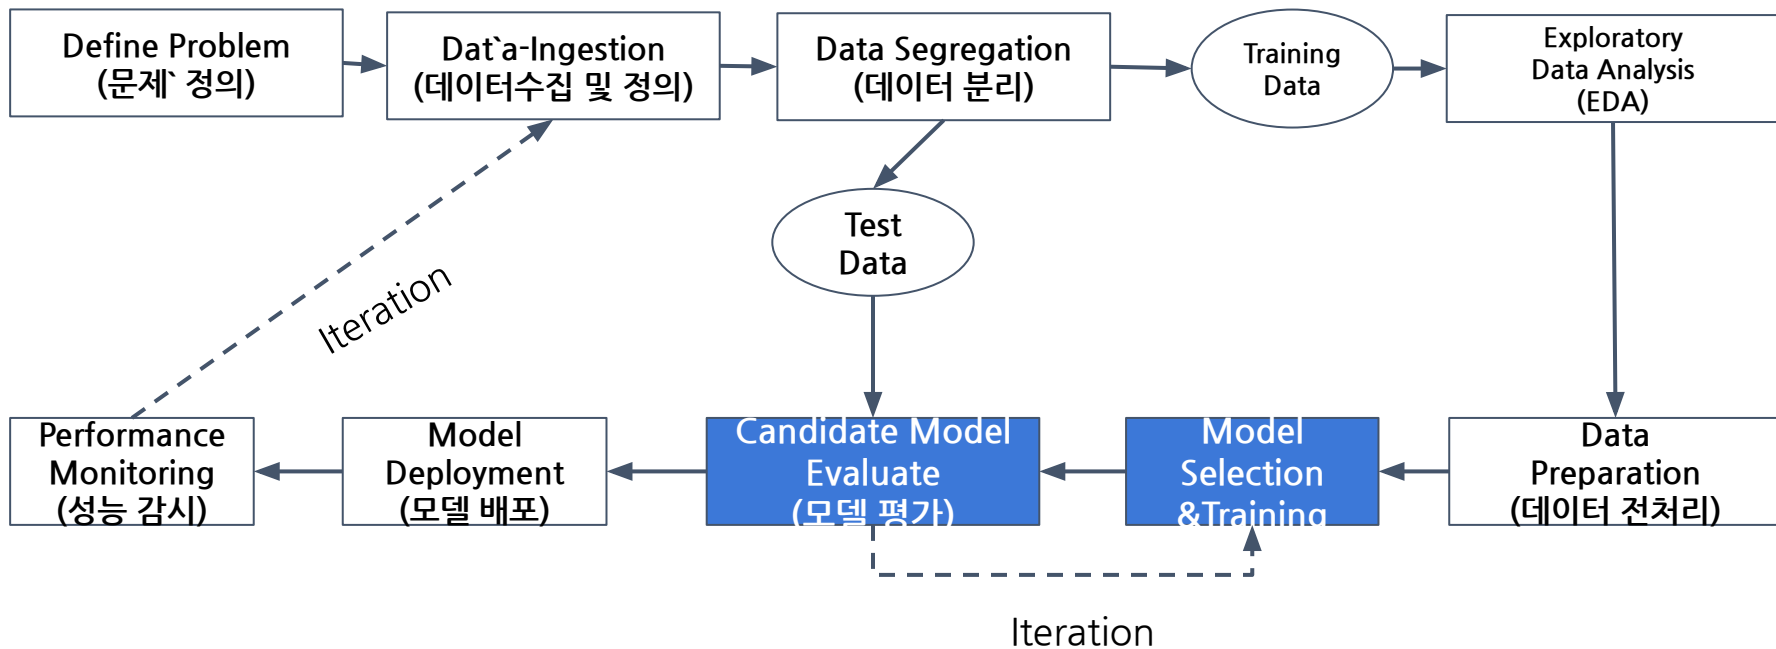 Define Problem
(문제` 정의)
Dat`a-Ingestion
(데이터수집 및 정의)
Data Segregation
(데이터 분리)
Training
Data
Exploratory
Data Analysis
(EDA)
Test
Data
Iteration
Performance
Monitoring
(성능 감시)
Model
Deployment
(모델 배포)
Candidate Model
Evaluate
(모델 평가)
Model
Selection
&Training
Data
Preparation
(데이터 전처리)
Iteration